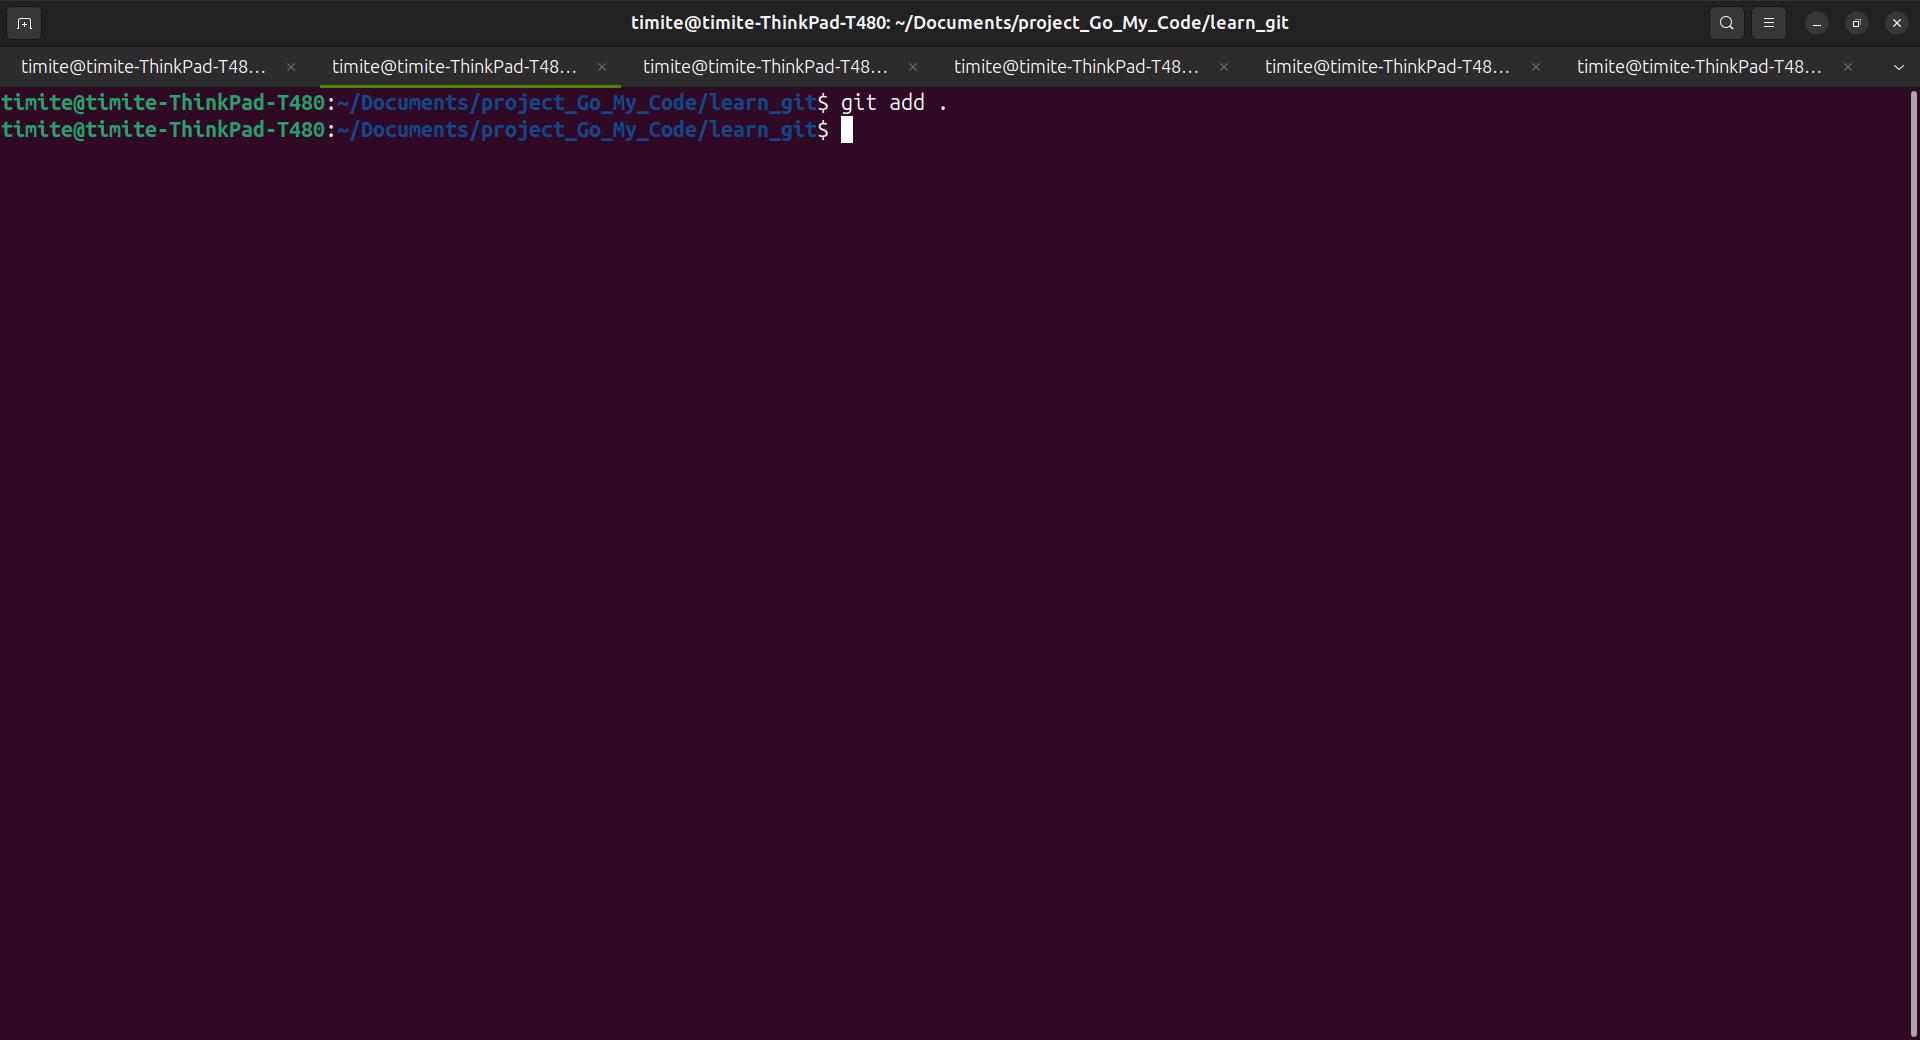 timite@timite-ThinkPad-T480: ~/Documents/project_Go_My_Code/learn_git
timite@timite-ThinkPad-T48... timite@timite-ThinkPad-T48... timite@timite-ThinkPad-T48... timite@timite-ThinkPad-T48... timite@timite-ThinkPad-T48... timite@timite-ThinkPad-T48...
timite@timite-ThinkPad-T480:~/Documents/project_Go_My_Code/learn_git$ git add .
timite@timite-ThinkPad-T480:~/Documents/project_Go_My_Code/learn_git$